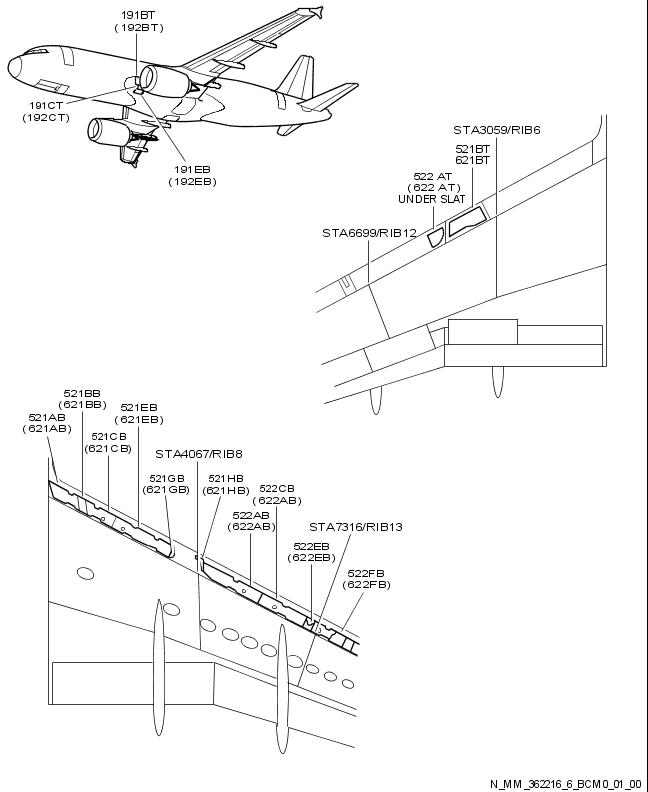 191BT
(192BT)
191CT
(192CT)
191EB
(192EB)
STA3059/RIB6
521BT
621BT
522 AT
(622 AT)
UNDER SLAT
STA6699/RIB12
521BB
(621BB)
521EB
(621EB)
521AB
(621AB)
521CB
(621CB)
STA4067/RIB8
521GB
(621GB)
521HB
(621HB)
522CB
(622AB)
522AB
(622AB)
STA7316/RIB13
522EB
(622EB)
522FB
(622FB)
N_MM_362216_6_BCM0_01_00